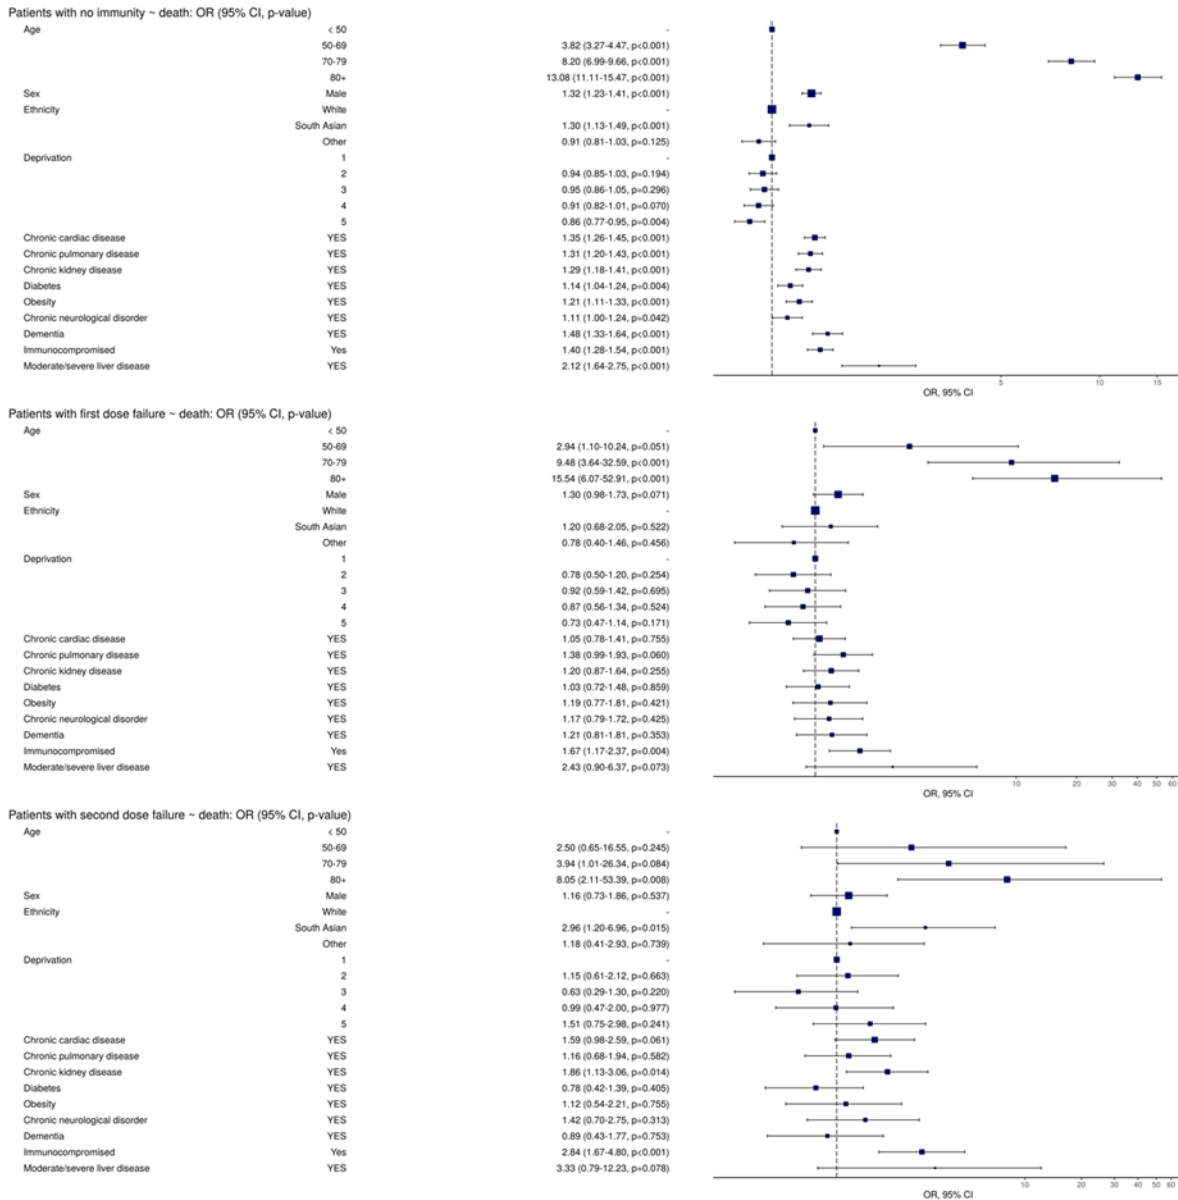 Patients with no immunity ~ death: OR (95% CI, p-value)
Age < 50 -
50-69 3.82 (3.27-4.47, p<0.001)
70-79 8.20 (6.99-9.66, p<0.001)
80+ 13.08 (11.11-15.47, p<0.001)
Sex Male 1.32 (1.23-1.41, p<0.001)
Ethnicity White -
South Asian 1.30 (1.13-1.49, p<0.001)
Other 0.91 (0.81-1.03, p=0.125)
Deprivation 1 -
2 0.94 (0.85-1.03, p=0.194)
3 0.95 (0.86-1.05, p=0.296)
4 0.91 (0.82-1.01, p=0.070)
5 0.86 (0.77-0.95, p=0.004)
Chronic cardiac disease YES 1.35 (1.26-1.45, p<0.001)
Chronic pulmonary disease YES 1.31 (1.20-1.43, p<0.001)
Chronic kidney disease YES 1.29 (1.18-1.41, p<0.001)
Diabetes YES 1.14 (1.04-1.24, p=0.004)
Obesity YES 1.21 (1.11-1.33, p<0.001)
Chronic neurological disorder YES 1.11 (1.00-1.24, p=0.042)
Dementia YES 1.48 (1.33-1.64, p<0.001)
Immunocompromised Yes 1.40 (1.28-1.54, p<0.001)
Moderate/severe liver disease YES 2.12 (1.64-2.75, p<0.001)
5 10 15
OR, 95% CI
Patients with first dose failure ~ death: OR (95% CI, p-value)
Age < 50 -
50-69 2.94 (1.10-10.24, p=0.051)
70-79 9.48 (3.64-32.59, p<0.001)
80+ 15.54 (6.07-52.91, p<0.001)
Sex Male 1.30 (0.98-1.73, p=0.071)
Ethnicity White -
South Asian 1.20 (0.68-2.05, p=0.522)
Other 0.78 (0.40-1.46, p=0.456)
Deprivation 1 -
2 0.78 (0.50-1.20, p=0.254)
3 0.92 (0.59-1.42, p=0.695)
4 0.87 (0.56-1.34, p=0.524)
5 0.73 (0.47-1.14, p=0.171)
Chronic cardiac disease YES 1.05 (0.78-1.41, p=0.755)
Chronic pulmonary disease YES 1.38 (0.99-1.93, p=0.060)
Chronic kidney disease YES 1.20 (0.87-1.64, p=0.255)
Diabetes YES 1.03 (0.72-1.48, p=0.859)
Obesity YES 1.19 (0.77-1.81, p=0.421)
Chronic neurological disorder YES 1.17 (0.79-1.72, p=0.425)
Dementia YES 1.21 (0.81-1.81, p=0.353)
Immunocompromised Yes 1.67 (1.17-2.37, p=0.004)
Moderate/severe liver disease YES 2.43 (0.90-6.37, p=0.073)
10 20 30 40 50 60
OR, 95% CI
Patients with second dose failure ~ death: OR (95% CI, p-value)
Age < 50 -
50-69 2.50 (0.65-16.55, p=0.245)
70-79 3.94 (1.01-26.34, p=0.084)
80+ 8.05 (2.11-53.39, p=0.008)
Sex Male 1.16 (0.73-1.86, p=0.537)
Ethnicity White -
South Asian 2.96 (1.20-6.96, p=0.015)
Other 1.18 (0.41-2.93, p=0.739)
Deprivation 1 -
2 1.15 (0.61-2.12, p=0.663)
3 0.63 (0.29-1.30, p=0.220)
4 0.99 (0.47-2.00, p=0.977)
5 1.51 (0.75-2.98, p=0.241)
Chronic cardiac disease YES 1.59 (0.98-2.59, p=0.061)
Chronic pulmonary disease YES 1.16 (0.68-1.94, p=0.582)
Chronic kidney disease YES 1.86 (1.13-3.06, p=0.014)
Diabetes YES 0.78 (0.42-1.39, p=0.405)
Obesity YES 1.12 (0.54-2.21, p=0.755)
Chronic neurological disorder YES 1.42 (0.70-2.75, p=0.313)
Dementia YES 0.89 (0.43-1.77, p=0.753)
Immunocompromised Yes 2.84 (1.67-4.80, p<0.001)
Moderate/severe liver disease YES 3.33 (0.79-12.23, p=0.078)
10 20 30 40 50 60
OR, 95% CI